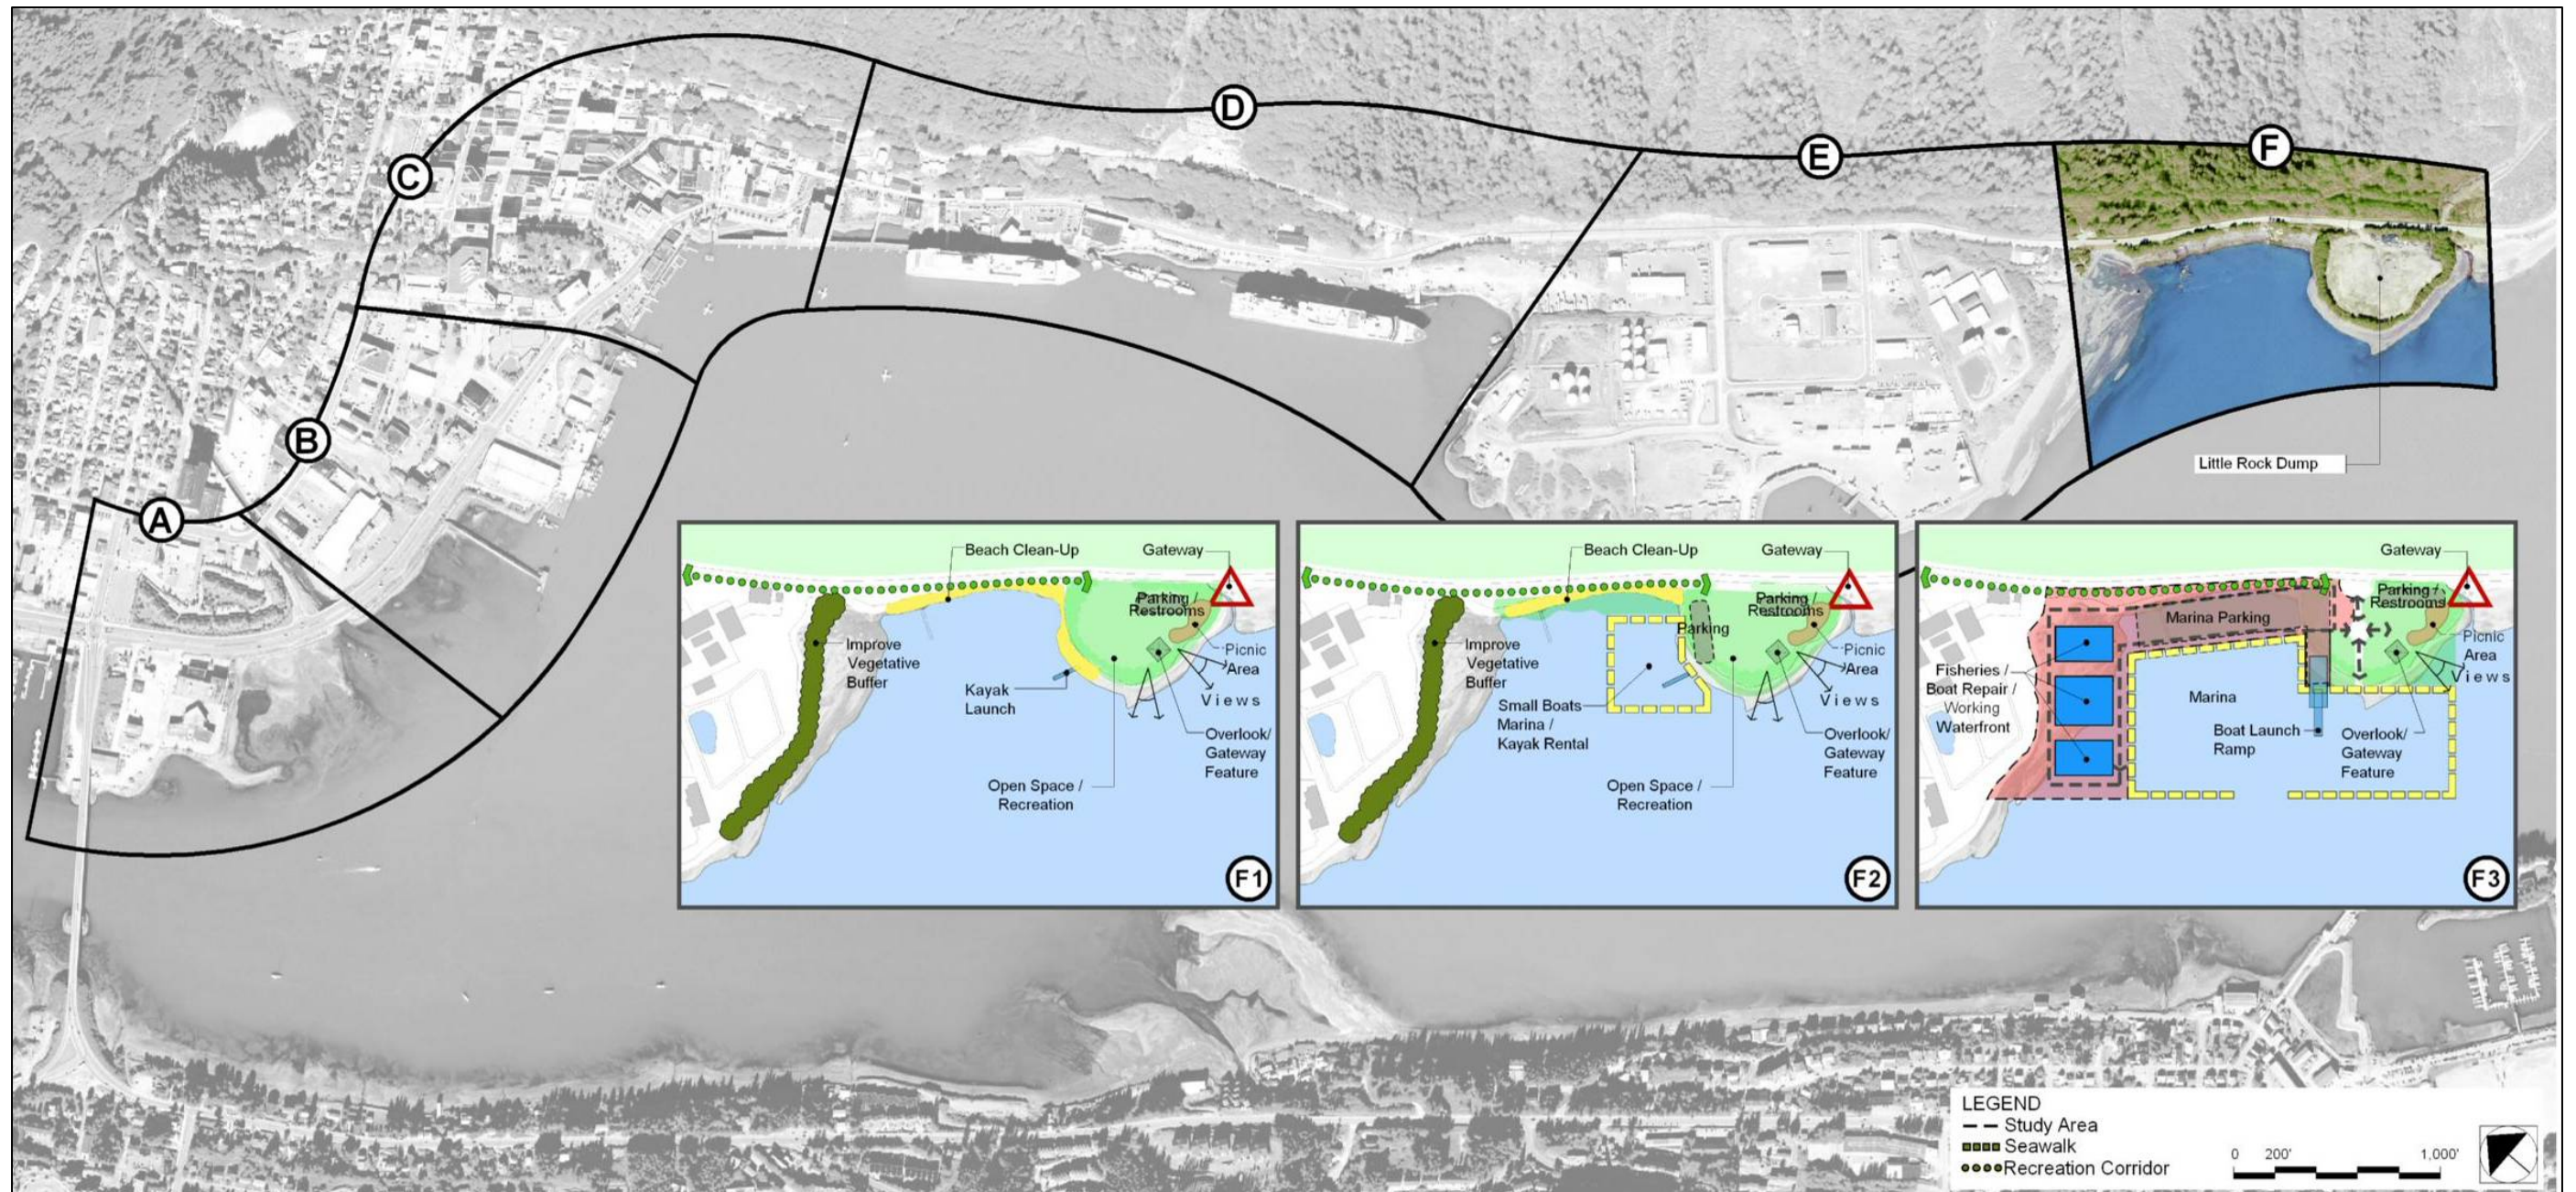 C
D
E
F
B
A
Little Rock Dump
Beach Clean-Up
Gateway
Parking /
Restrooms
Improve
Vegetative
Buffer
Picnic
Area
Kayak
Launch
Views
Overlook/
Gateway
Feature
Open Space /
Recreation
F1
Beach Clean-Up
Gateway
Parking /
Restrooms
Parking
Improve
Vegetative
Buffer
Picnic
Area
Small Boats
Marina /
Kayak Rental
Views
Overlook/
Gateway
Feature
Open Space /
Recreation
F2
Gateway
Parking /
Restrooms
Marina Parking
Picnic
Area
Fisheries /
Boat Repair /
Working
Waterfront
Views
Marina
Boat Launch
Ramp
Overlook/
Gateway
Feature
F3
LEGEND
Study Area
Seawalk
Recreation Corridor
0 200' 1,000'